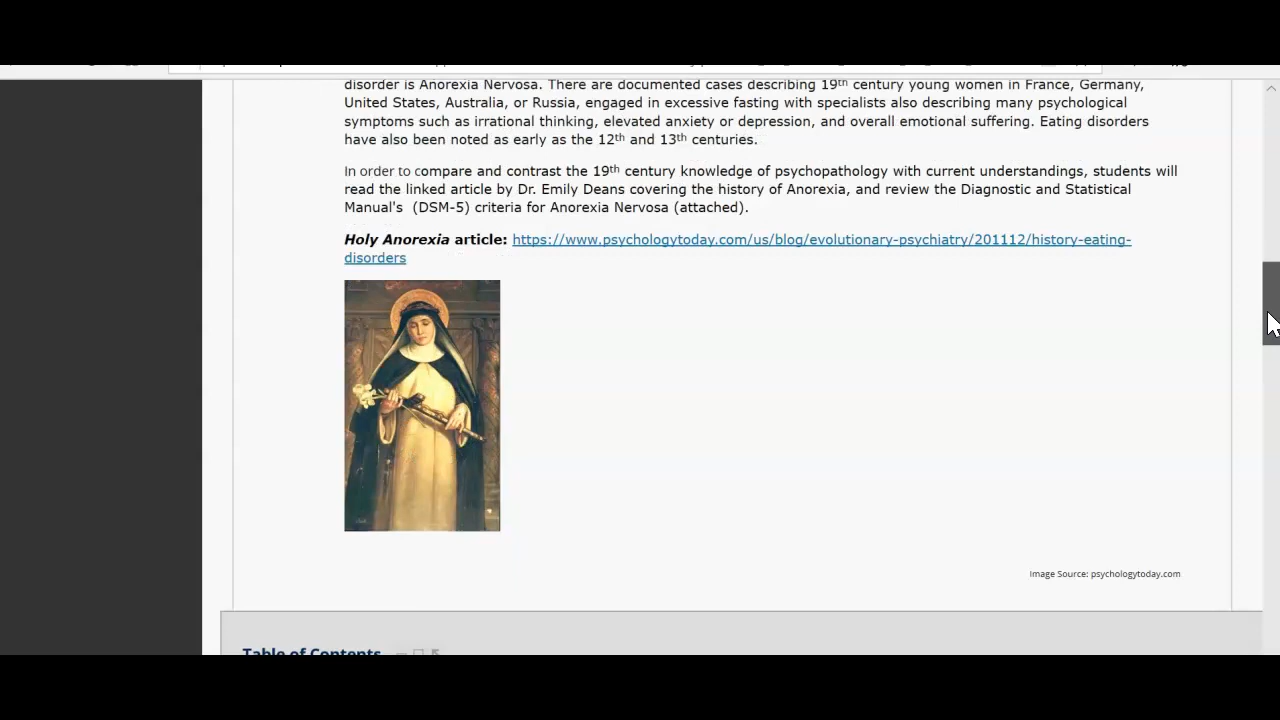 disorder is Anorexia Nervosa. There are documented cases describing 19th century young women in France, Germany,
United States, Australia, or Russia, engaged in excessive fasting with specialists also describing many psychological
symptoms such as irrational thinking, elevated anxiety or depression, and overall emotional suffering. Eating disorders
have also been noted as early as the 12th and 13th centuries.
In order to compare and contrast the 19th century knowledge of psychopathology with current understandings, students will
read the linked article by Dr. Emily Deans covering the history of Anorexia, and review the Diagnostic and Statistical
Manual's (DSM-5) criteria for Anorexia Nervosa (attached).
Holy Anorexia article: https://www.psychologytoday.com/us/blog/evolutionary-psychiatry/201112/history-eating-
disorders
Image Source: psychologytoday.com
Table of Contents